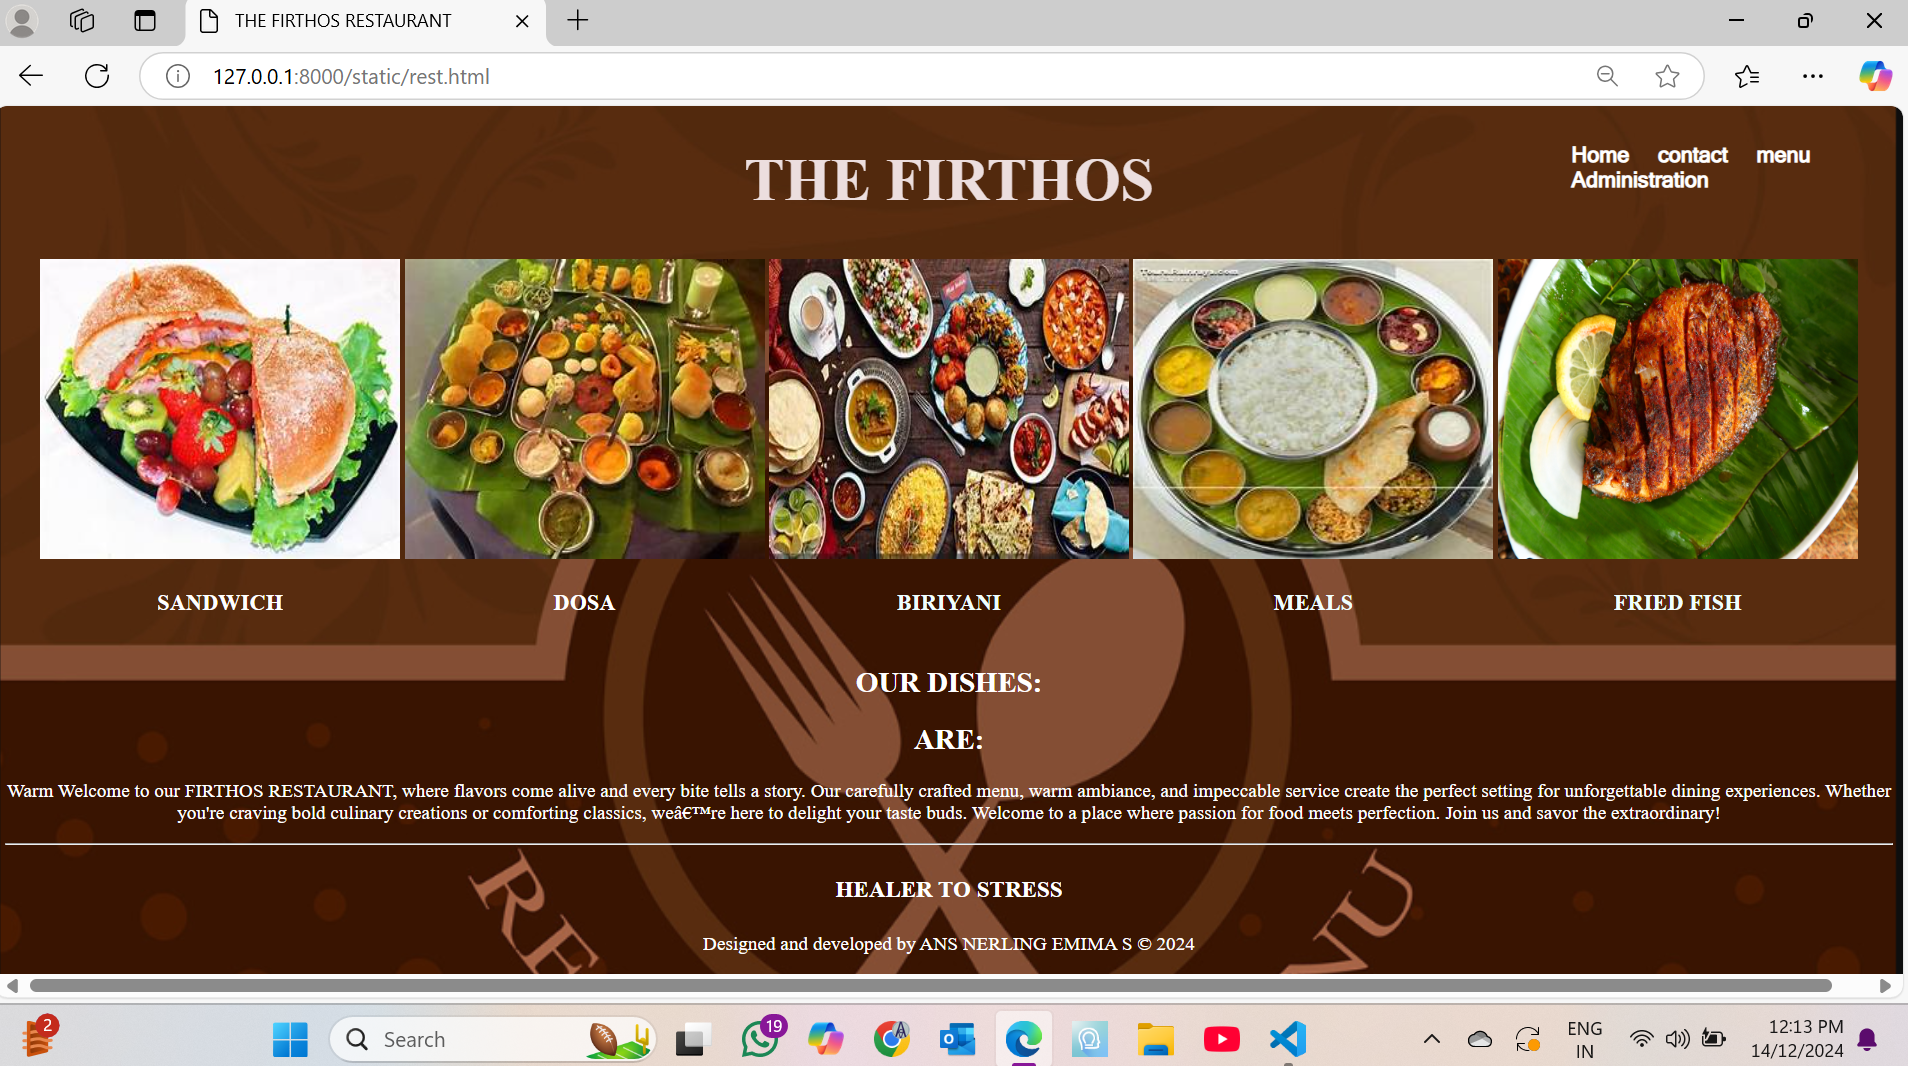 THE FIRTHOS RESTAURANT
127.0.0.1:8000/static/rest.html
THE FIRTHOS
Home contact menu
Administration
SANDWICH DOSA BIRIYANI MEALS FRIED FISH
OUR DISHES:
ARE:
Warm Welcome to our FIRTHOS RESTAURANT, where flavors come alive and every bite tells a story. Our carefully crafted menu, warm ambiance, and impeccable service create the perfect setting for unforgettable dining experiences. Whether
you're craving bold culinary creations or comforting classics, weâ€™re here to delight your taste buds. Welcome to a place where passion for food meets perfection. Join us and savor the extraordinary!
HEALER TO STRESS
Designed and developed by ANS NERLING EMIMA S © 2024
RE
NU
2
Search
19
ENG
IN
12:13 PM
14/12/2024